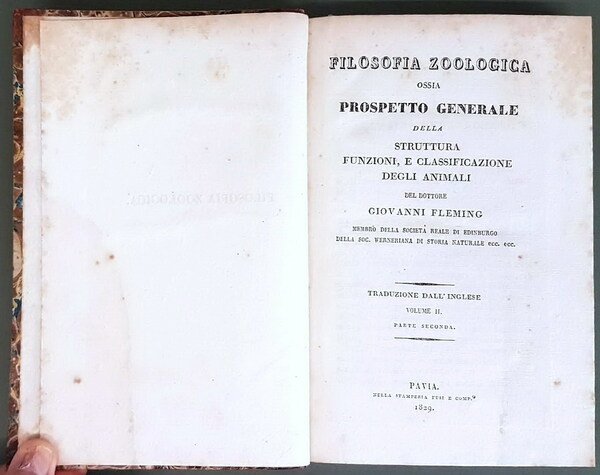 FILOSOFIA ZOOLOGICA
OSSIA
PROSPETTO GENERALE
DELLA
STRUTTURA
FUNZIONI, E CLASSIFICAZIONE
DEGLI ANIMALI
DEL DOTTORE
GIOVANNI FLEMING
MEMBRO DELLA SOCIETÀ REALE DI EDINBURGO
DELLA SOC. WERNERIANA DI STORIA NATURALE ecc. ecc.
TRADUZIONE DALL'INGLESE
VOLUME II.
PARTE SECONDA.
PAVIA.
NELLA STAMPERIA FUSI E COMP.°
1829.